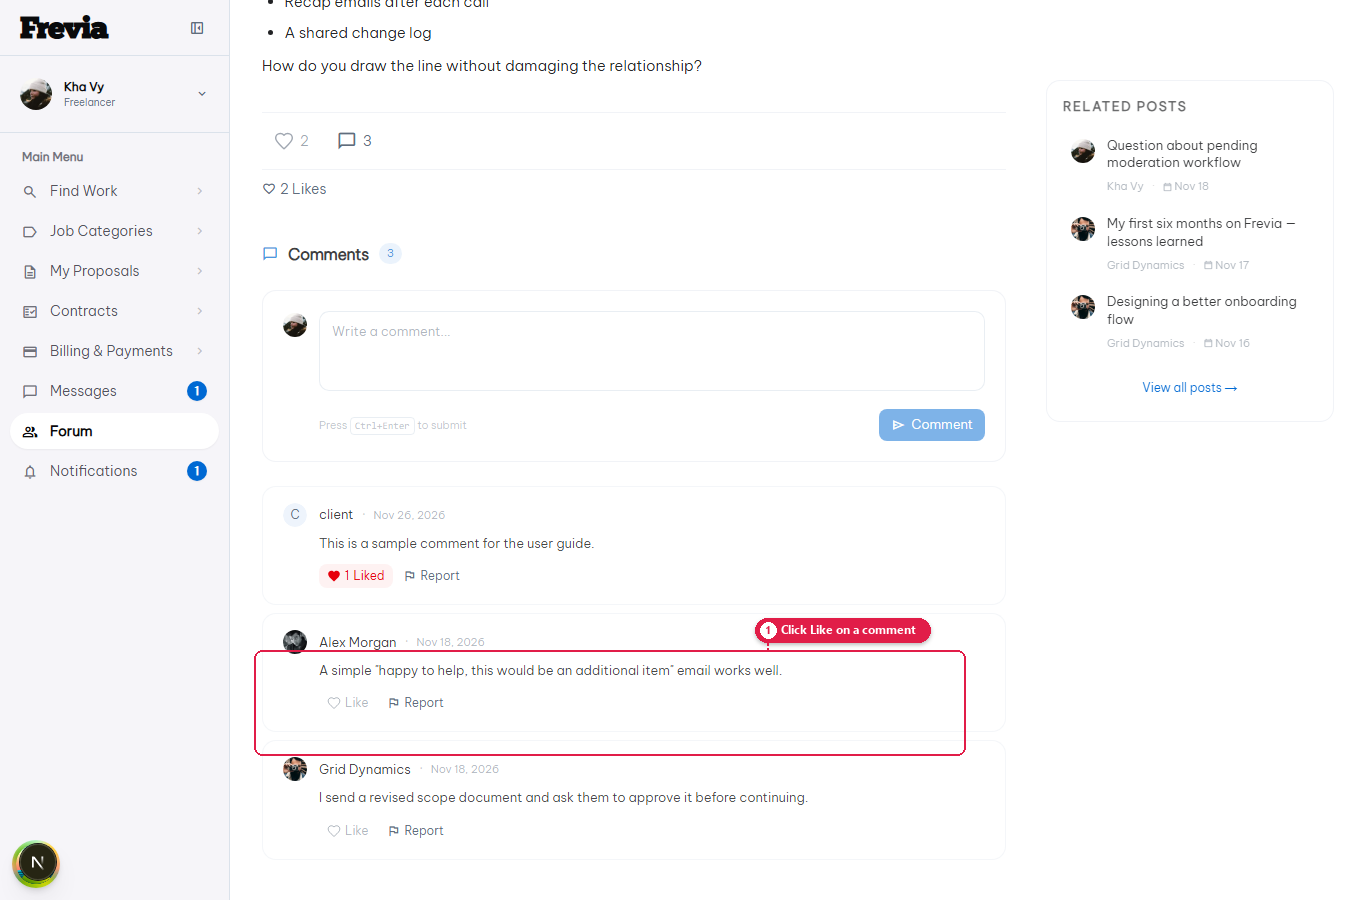 Frevia
Kha Vy
Freelancer
Main Menu
Find Work
Job Categories
My Proposals
Contracts
Billing & Payments
Messages
1
Forum
Notifications
1
N
Recap emails after each call
A shared change log
How do you draw the line without damaging the relationship?
2
3
2 Likes
Comments
3
Write a comment...
Press Ctrl+Enter to submit
Comment
C
client · Nov 26, 2026
This is a sample comment for the user guide.
1 Liked
Report
1 Click Like on a comment
Alex Morgan · Nov 18, 2026
A simple "happy to help, this would be an additional item" email works well.
Like
Report
Grid Dynamics · Nov 18, 2026
I send a revised scope document and ask them to approve it before continuing.
Like
Report
RELATED POSTS
Question about pending
moderation workflow
Kha Vy · Nov 18
My first six months on Frevia —
lessons learned
Grid Dynamics · Nov 17
Designing a better onboarding
flow
Grid Dynamics · Nov 16
View all posts →